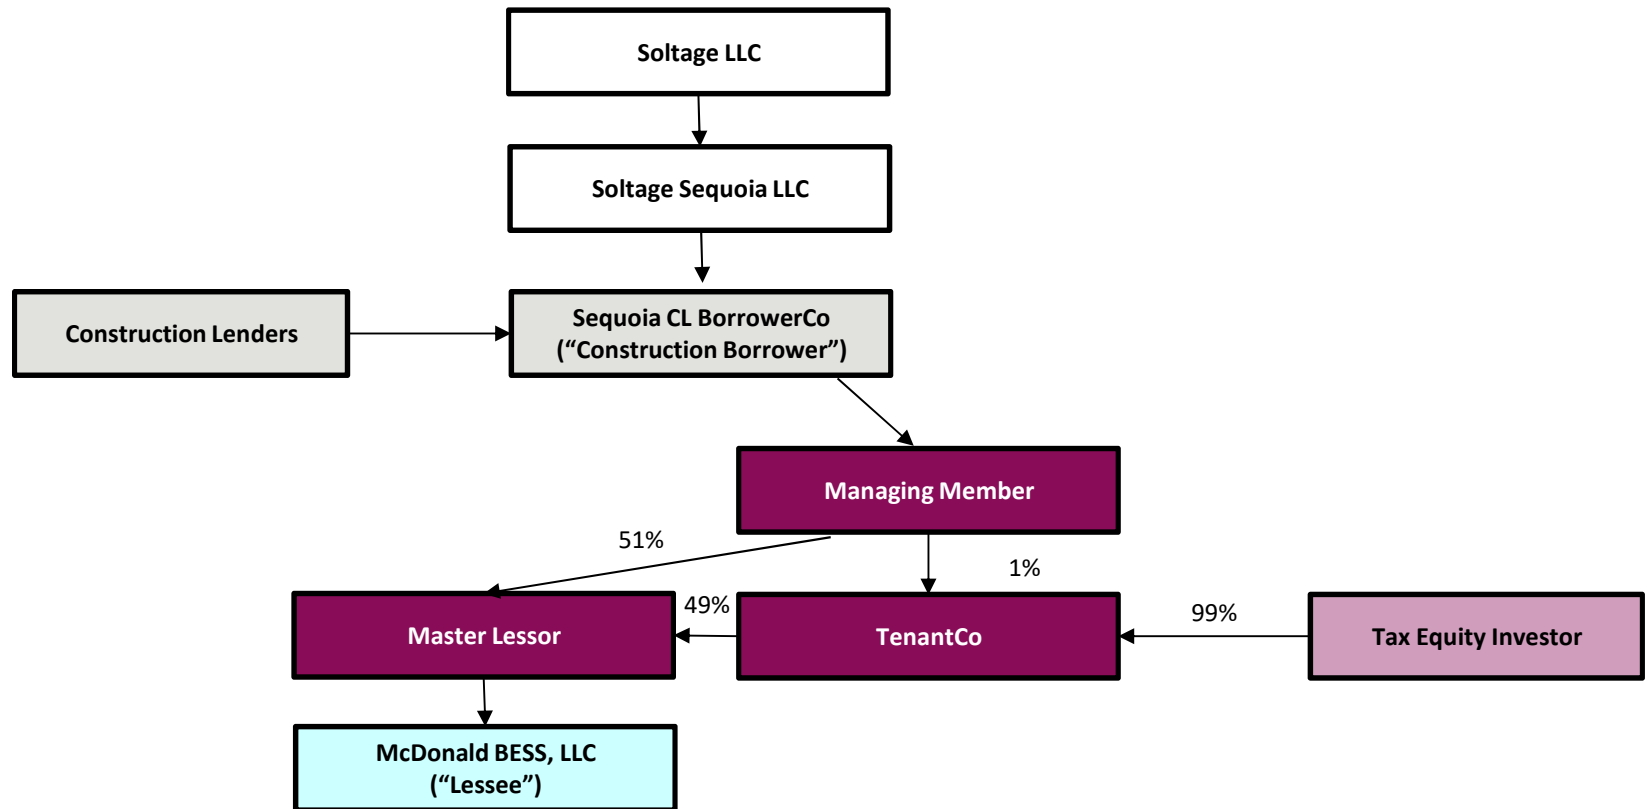 Soltage LLC
Soltage Sequoia LLC
Construction Lenders
Sequoia CL BorrowerCo
(“Construction Borrower”)
Managing Member
51%
1%
Master Lessor
49%
TenantCo
99%
Tax Equity Investor
McDonald BESS, LLC
(“Lessee”)